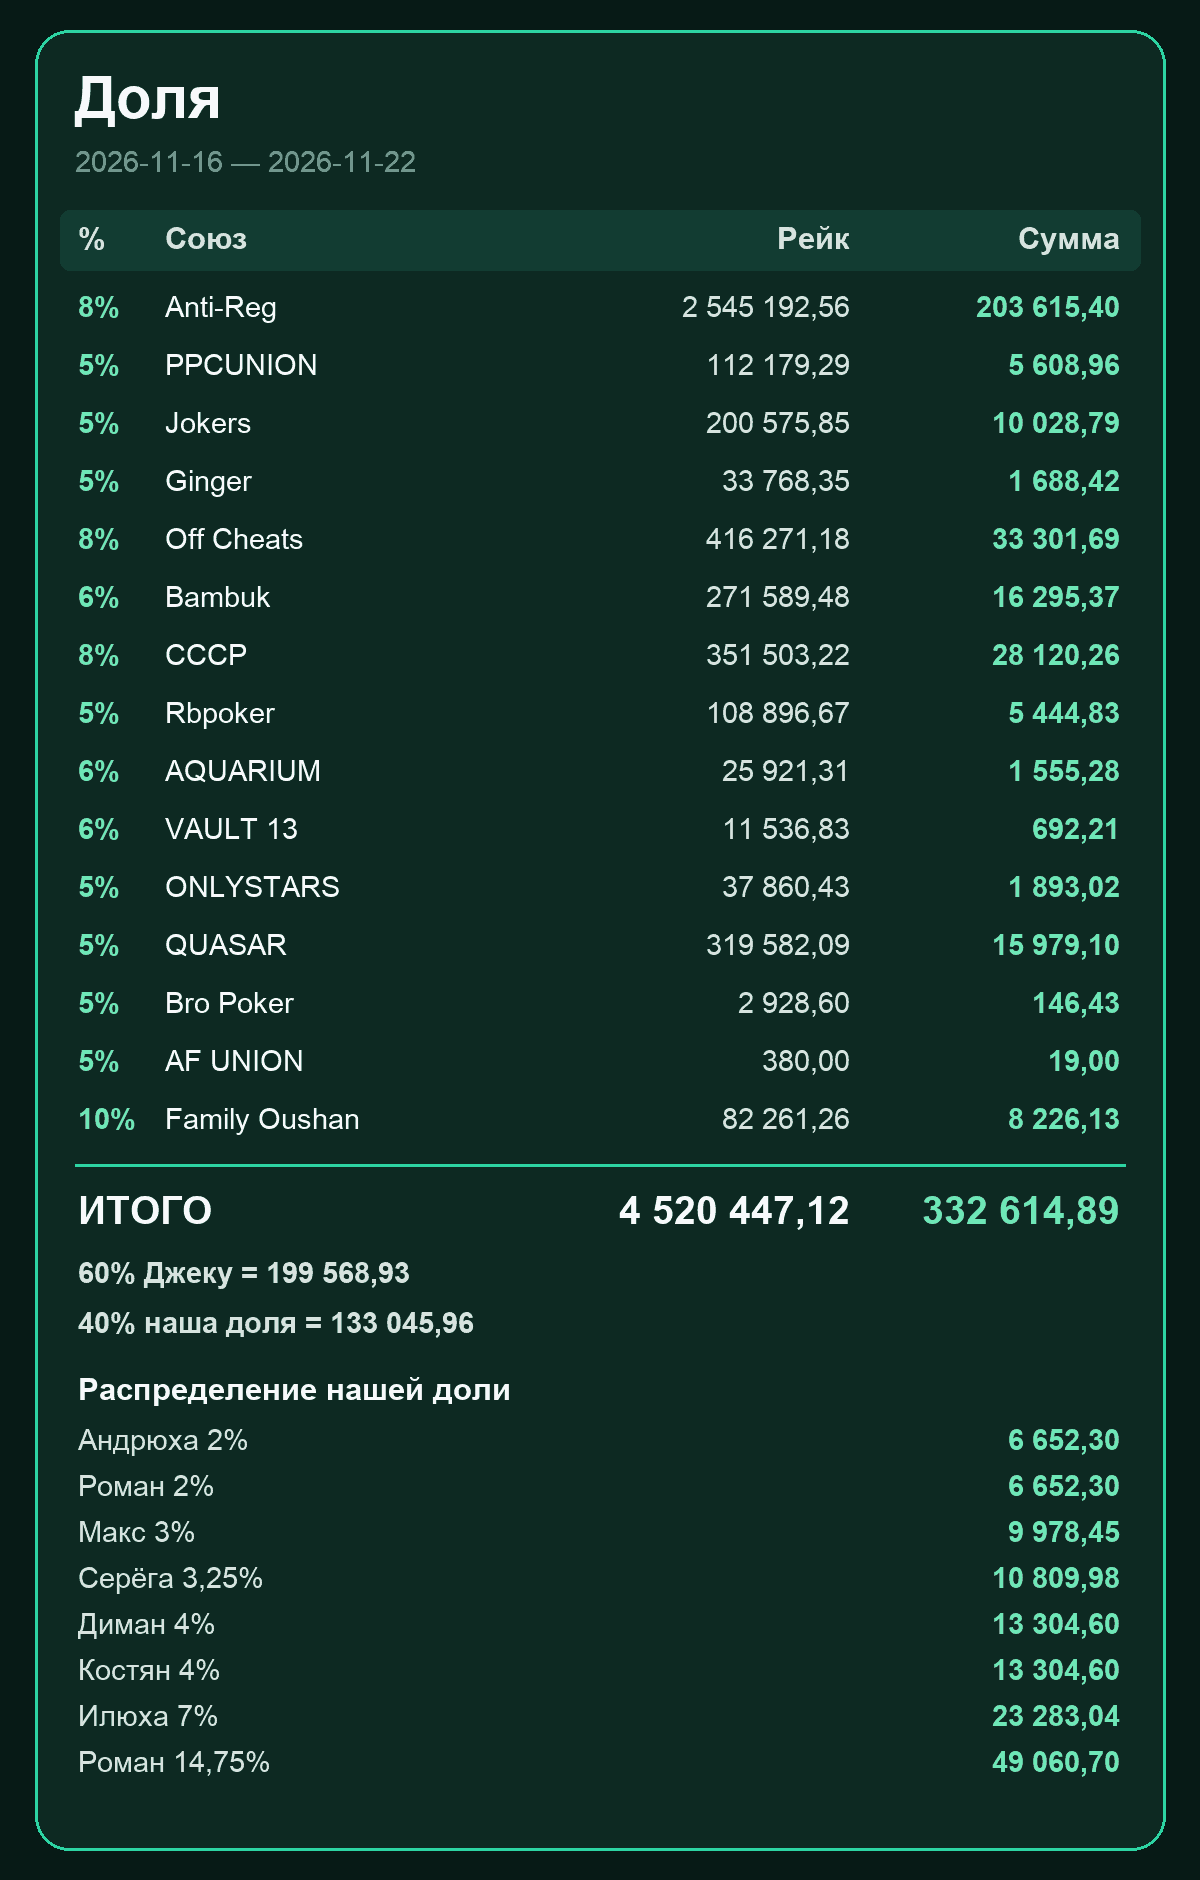 Доля
2026-11-16 — 2026-11-22
% Союз Рейк Сумма
8% Anti-Reg 2 545 192,56 203 615,40
5% PPCUNION 112 179,29 5 608,96
5% Jokers 200 575,85 10 028,79
5% Ginger 33 768,35 1 688,42
8% Off Cheats 416 271,18 33 301,69
6% Bambuk 271 589,48 16 295,37
8% CCCP 351 503,22 28 120,26
5% Rbpoker 108 896,67 5 444,83
6% AQUARIUM 25 921,31 1 555,28
6% VAULT 13 11 536,83 692,21
5% ONLYSTARS 37 860,43 1 893,02
5% QUASAR 319 582,09 15 979,10
5% Bro Poker 2 928,60 146,43
5% AF UNION 380,00 19,00
10% Family Oushan 82 261,26 8 226,13
ИТОГО 4 520 447,12 332 614,89
60% Джеку = 199 568,93
40% наша доля = 133 045,96
Распределение нашей доли
Андрюха 2% 6 652,30
Роман 2% 6 652,30
Макс 3% 9 978,45
Серёга 3,25% 10 809,98
Диман 4% 13 304,60
Костян 4% 13 304,60
Илюха 7% 23 283,04
Роман 14,75% 49 060,70